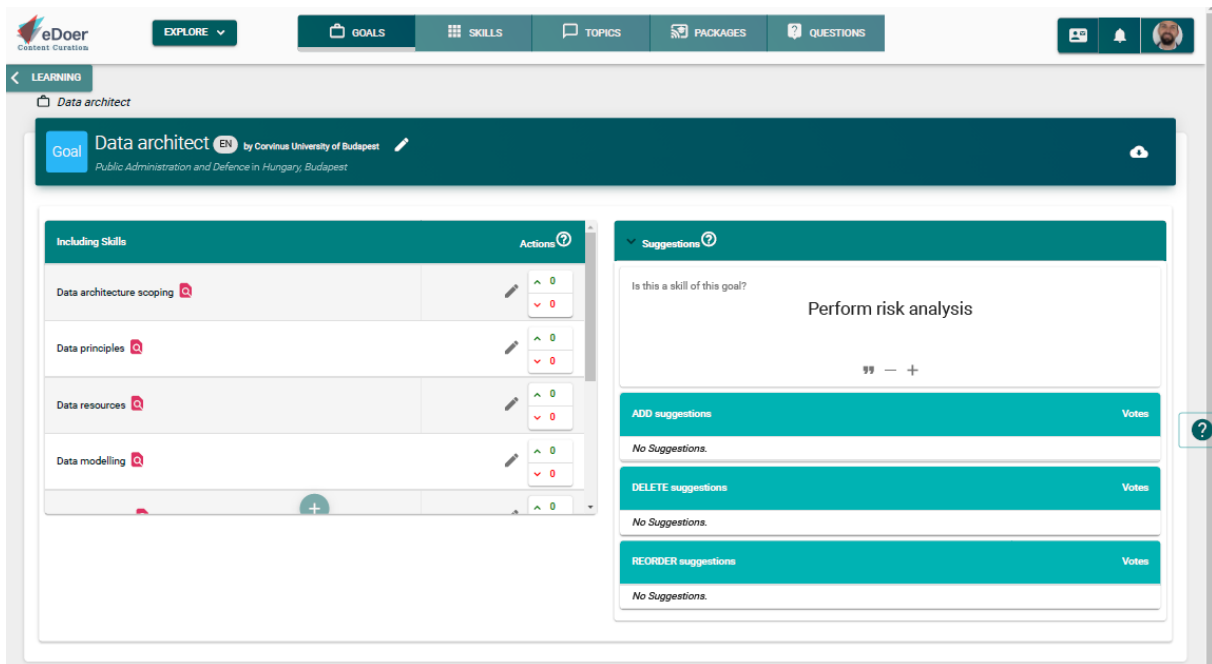 eDoer
Content Curation
EXPLORE
GOALS
SKILLS
TOPICS
PACKAGES
QUESTIONS
LEARNING
Data architect
Goal
Data architect EN by Corvinus University of Budapest
Public Administration and Defence in Hungary, Budapest
Including Skills
Actions
Data architecture scoping
0
0
Data principles
0
0
Data resources
0
0
Data modelling
0
0
0
Suggestions
Is this a skill of this goal?
Perform risk analysis
ADD suggestions Votes
No Suggestions.
DELETE suggestions Votes
No Suggestions.
REORDER suggestions Votes
No Suggestions.